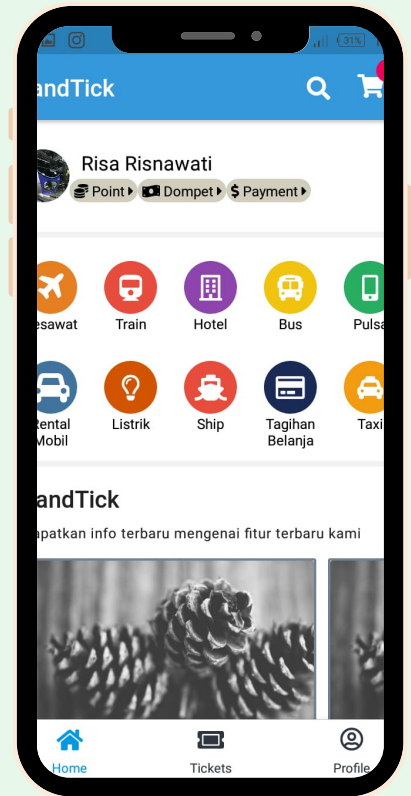 31%
andTick
Risa Risnawati
Point Dompet $ Payment
esawat Train Hotel Bus Pulsa
Rental Mobil Listrik Ship Tagihan Belanja Taxi
andTick
apatkan info terbaru mengenai fitur terbaru kami
Home Tickets Profile